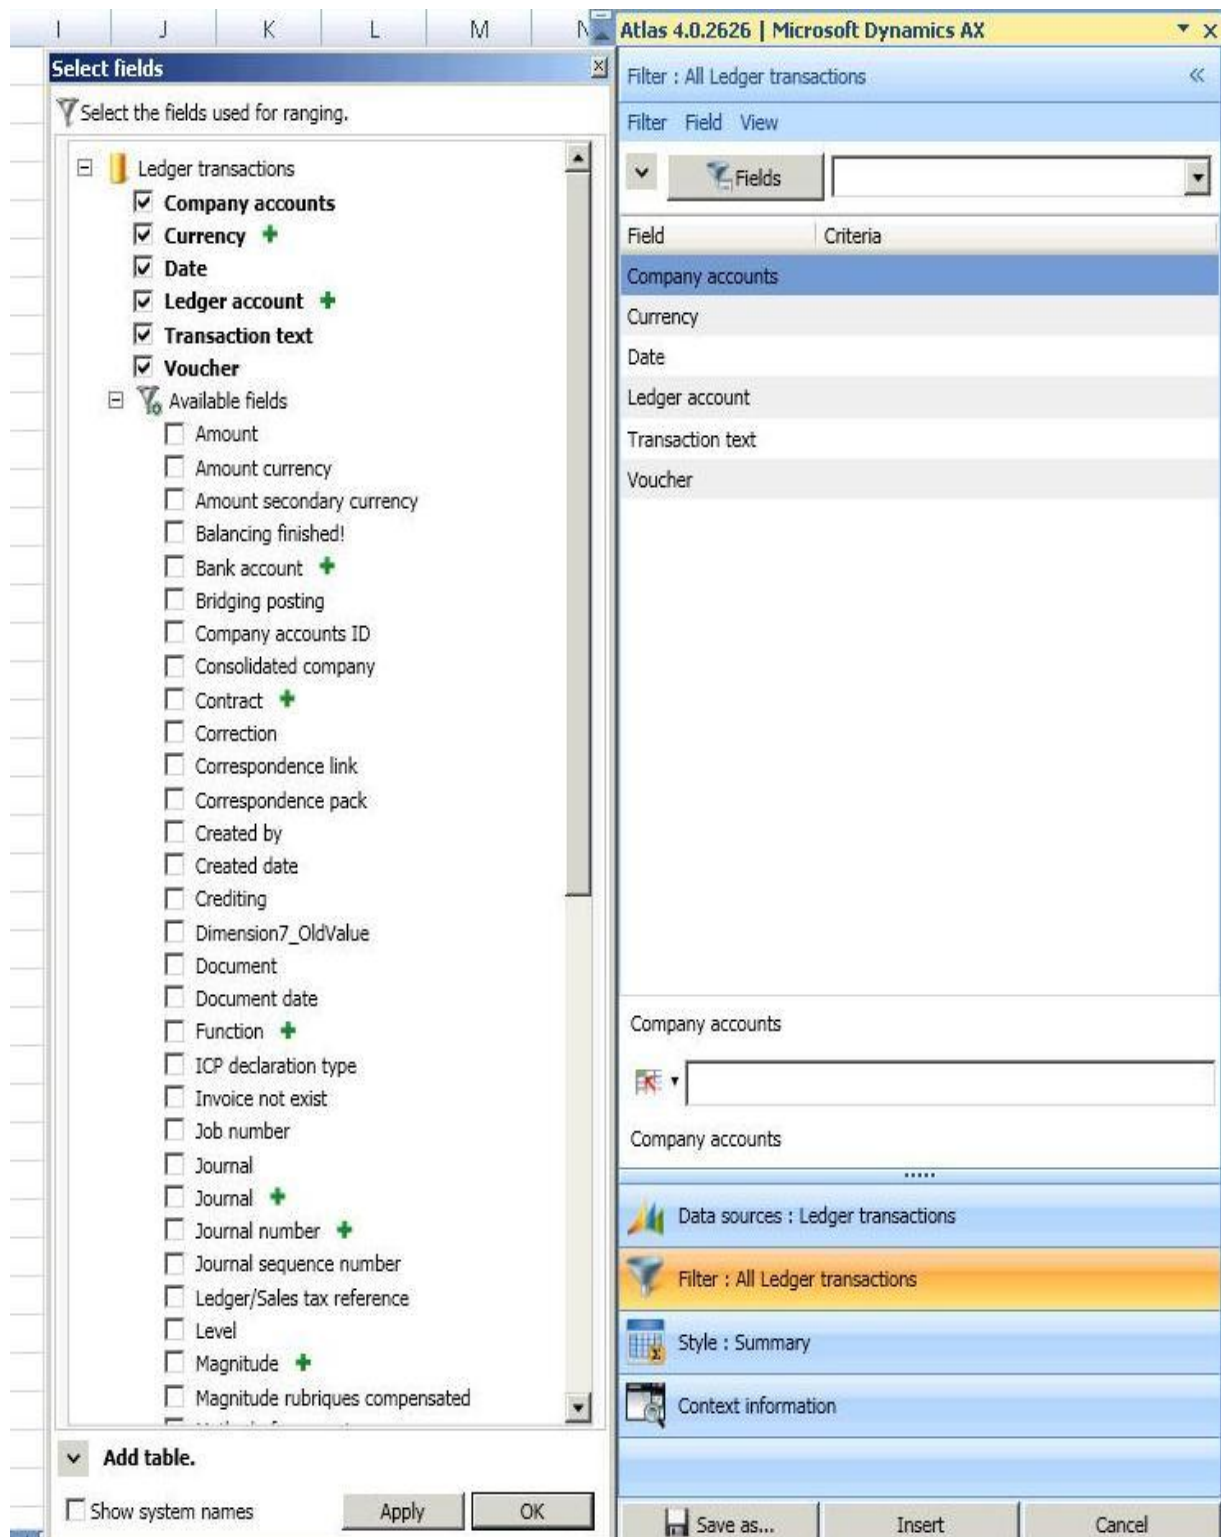 I J K L M N
Select fields
Select the fields used for ranging.
Ledger transactions
Company accounts
Currency
Date
Ledger account
Transaction text
Voucher
Available fields
Amount
Amount currency
Amount secondary currency
Balancing finished!
Bank account
Bridging posting
Company accounts ID
Consolidated company
Contract
Correction
Correspondence link
Correspondence pack
Created by
Created date
Crediting
Dimension7_OldValue
Document
Document date
Function
ICP declaration type
Invoice not exist
Job number
Journal
Journal
Journal number
Journal sequence number
Ledger/Sales tax reference
Level
Magnitude
Magnitude rubriques compensated
Add table.
Show system names
Apply
OK
Atlas 4.0.2626 | Microsoft Dynamics AX
Filter : All Ledger transactions
Filter Field View
Fields
Field Criteria
Company accounts
Currency
Date
Ledger account
Transaction text
Voucher
Company accounts
Company accounts
Data sources : Ledger transactions
Filter : All Ledger transactions
Style : Summary
Context information
Save as... Insert Cancel